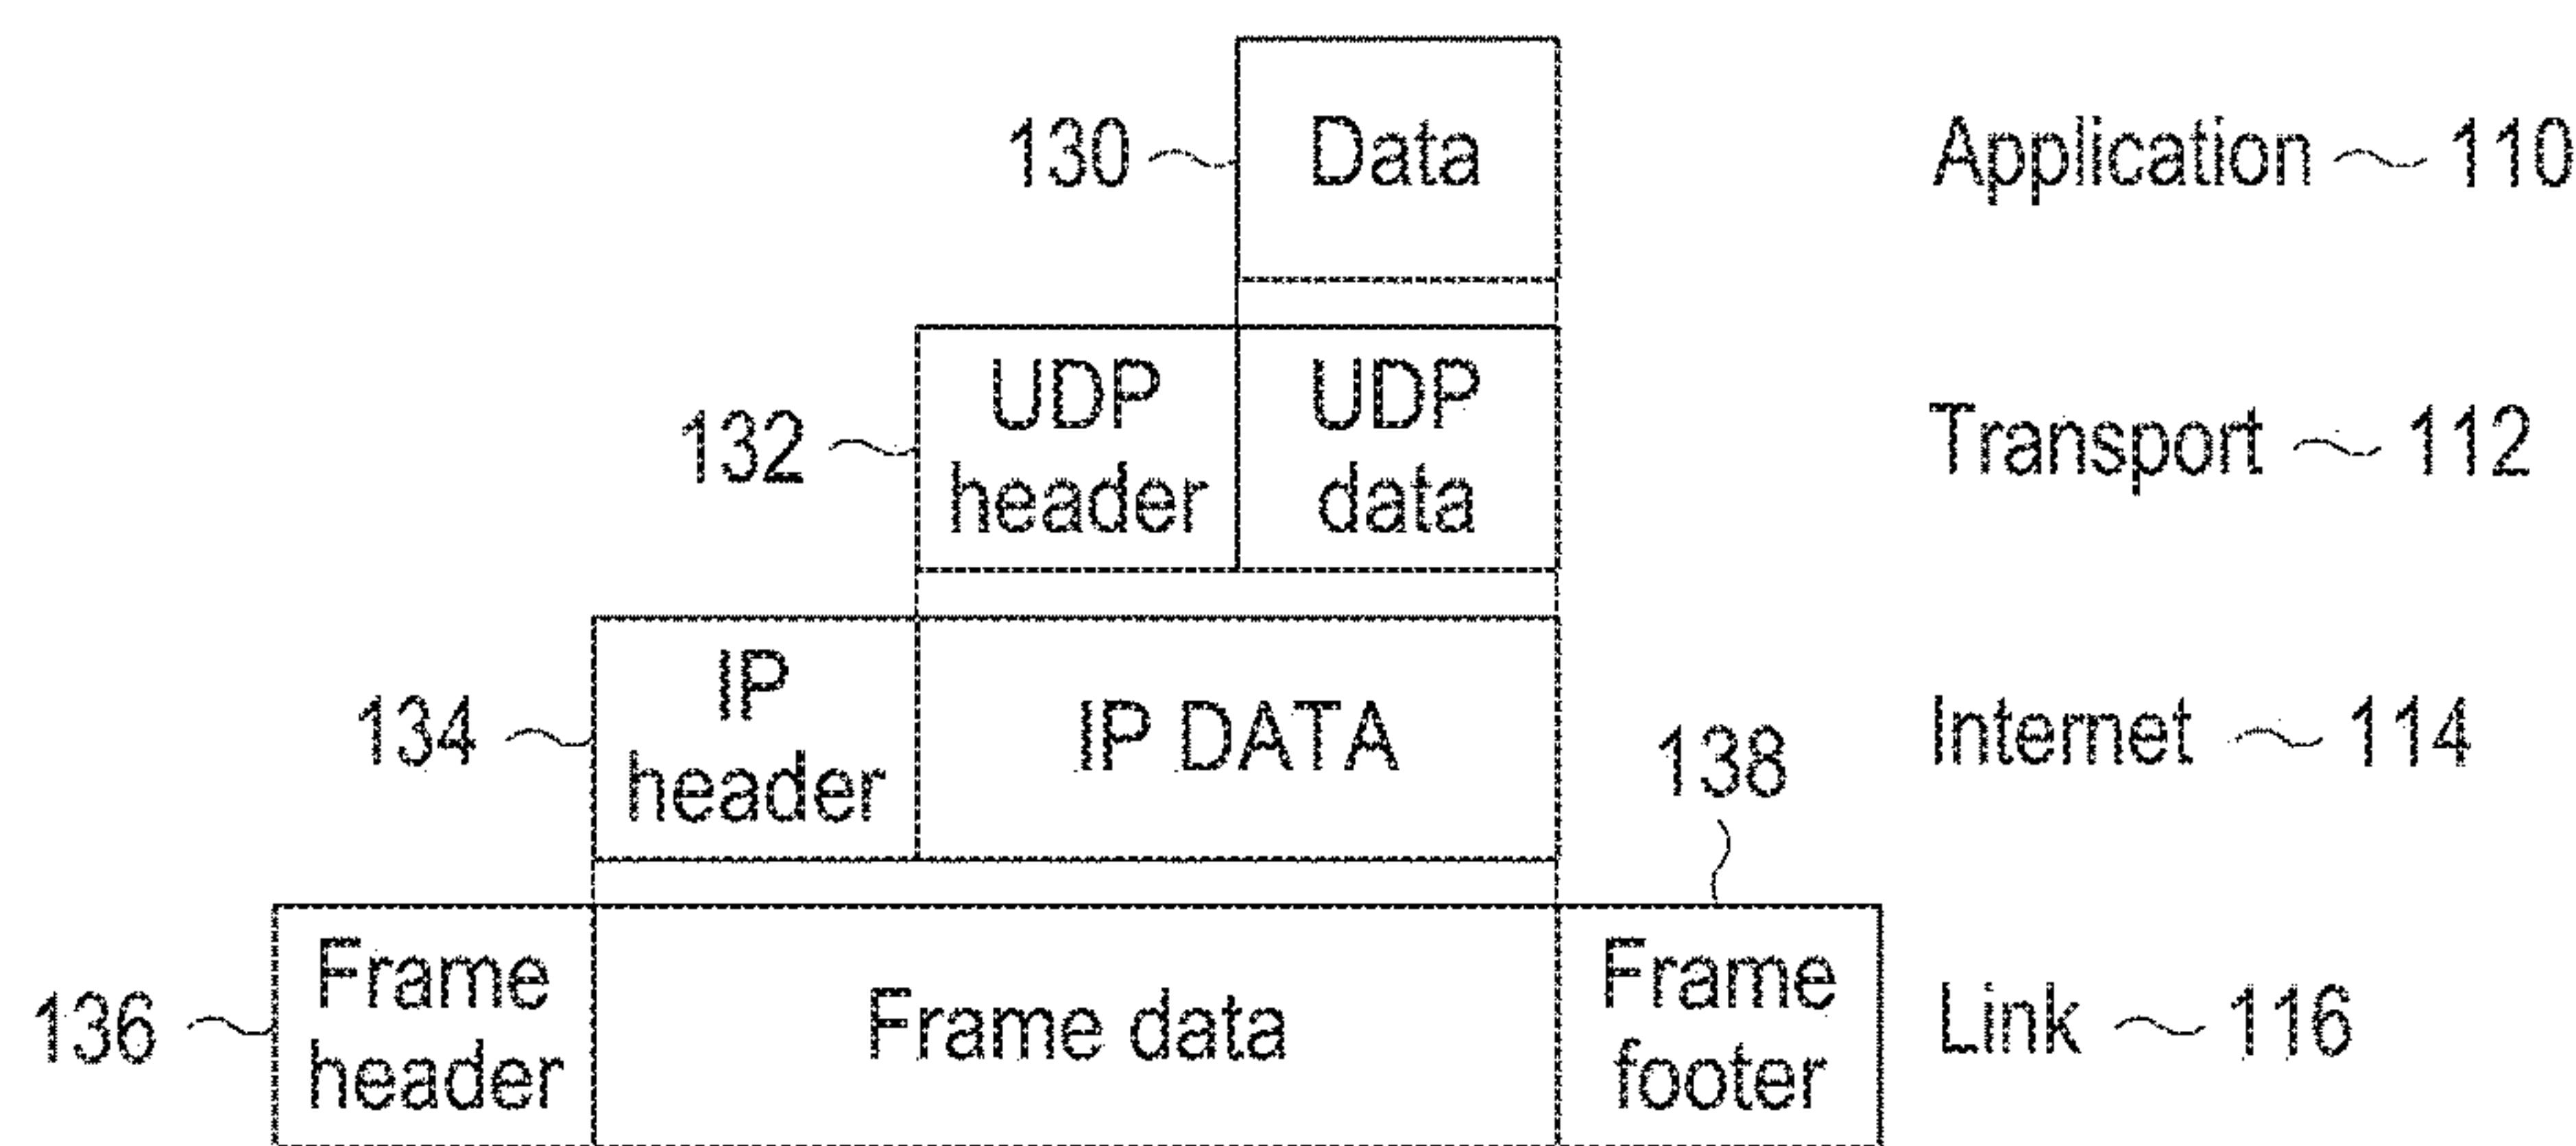 130 Data Application 110
132 UDP header UDP data Transport 112
134 IP header IP DATA Internet 114
138
136 Frame header Frame data Frame footer Link 116